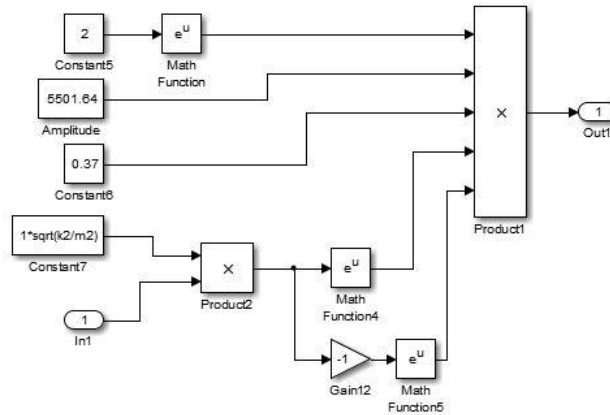 2
e^u
Constant5
Math
Function
5501.64
Amplitude
×
1
Out1
0.37
Constant6
Product1
1*sqrt(k2/m2)
Constant7
×
Product2
e^u
Math
Function4
1
In1
-1
Gain12
e^u
Math
Function5